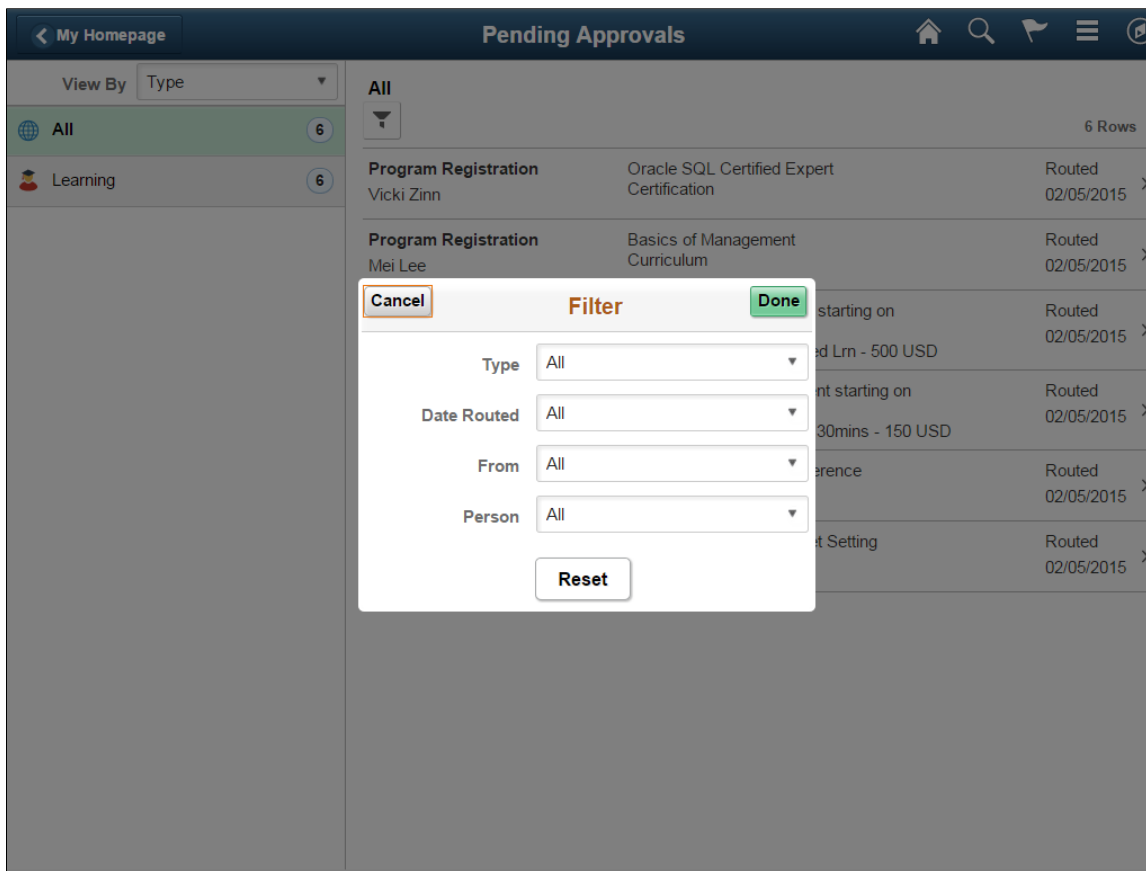 My Homepage
Pending Approvals
View By Type
All 6
Learning 6
All
6 Rows
Program Registration Oracle SQL Certified Expert Routed
Vicki Zinn Certification 02/05/2015
Program Registration Basics of Management Routed
Mei Lee Curriculum 02/05/2015
Cancel Filter Done
Type All
Date Routed All
From All
Person All
Reset
starting on Routed
Lrn - 500 USD 02/05/2015
starting on Routed
30mins - 150 USD 02/05/2015
Routed
02/05/2015
Setting Routed
02/05/2015